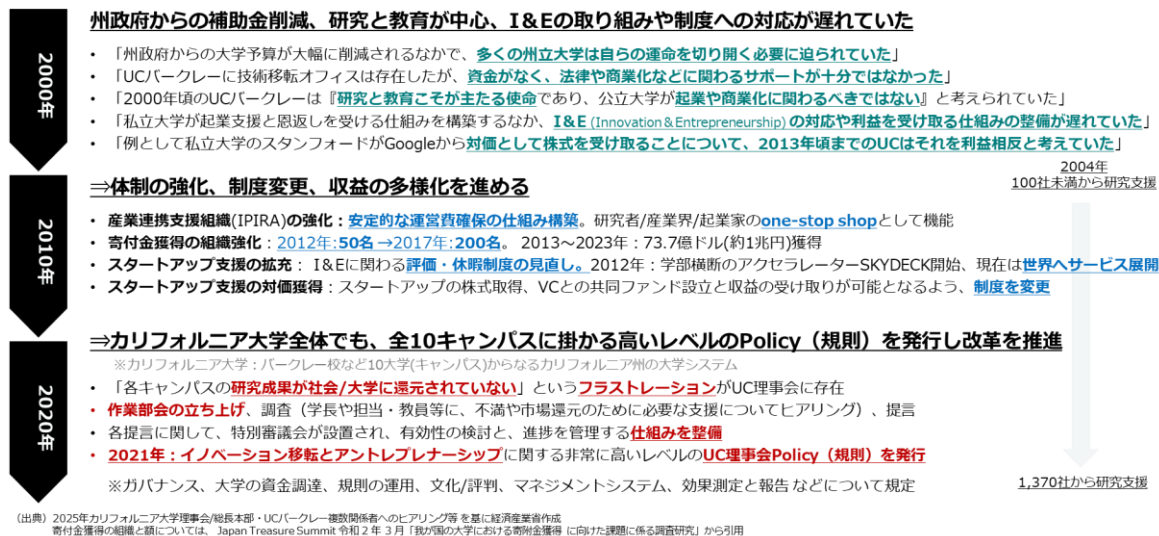 州政府からの補助金削減、研究と教育が中心、I＆Eの取り組みや制度への対応が遅れていた
2000年
• 「州政府からの大学予算が大幅に削減されるなかで、多くの州立大学は自らの運命を切り開く必要に迫られていた」
• 「UCバークレーに技術移転オフィスは存在したが、資金がなく、法律や商業化などに関わるサポートが十分ではなかった」
• 「2000年頃のUCバークレーは『研究と教育こそが主たる使命であり、公立大学が起業や商業化に関わるべきではない』と考えられていた」
• 「私立大学が起業支援と恩返しを受ける仕組みを構築するなか、I＆E (Innovation＆Entrepreneurship) の対応や利益を受け取る仕組みの整備が遅れていた」
• 「例として私立大学のスタンフォードがGoogleから対価として株式を受け取ることについて、2013年頃までのUCはそれを利益相反と考えていた」
2004年
100社未満から研究支援
⇒体制の強化、制度変更、収益の多様化を進める
2010年
• 産業連携支援組織(IPIRA)の強化：安定的な運営費確保の仕組み構築。研究者/産業界/起業家のone-stop shopとして機能
• 寄付金獲得の組織強化：2012年:50名→2017年:200名。 2013～2023年：73.7億ドル(約1兆円)獲得
• スタートアップ支援の拡充： I＆Eに関わる評価・休暇制度の見直し。2012年：学部横断のアクセラレーターSKYDECK開始、現在は世界へサービス展開
• スタートアップ支援の対価獲得：スタートアップの株式取得、VCとの共同ファンド設立と収益の受け取りが可能となるよう、制度を変更
⇒カリフォルニア大学全体でも、全10キャンパスに掛かる高いレベルのPolicy（規則）を発行し改革を推進
※カリフォルニア大学：バークレー校など10大学(キャンパス)からなるカリフォルニア州の大学システム
2020年
• 「各キャンパスの研究成果が社会/大学に還元されていない」というフラストレーションがUC理事会に存在
• 作業部会の立ち上げ、調査（学長や担当・教員等に、不満や市場還元のために必要な支援についてヒアリング）、提言
• 各提言に関して、特別審議会が設置され、有効性の検討と、進捗を管理する仕組みを整備
• 2021年：イノベーション移転とアントレプレナーシップに関する非常に高いレベルのUC理事会Policy（規則）を発行
※ガバナンス、大学の資金調達、規則の運用、文化/評判、マネジメントシステム、効果測定と報告 などについて規定
1,370社から研究支援
（出典）2025年カリフォルニア大学理事会/総長本部・UCバークレー複数関係者へのヒアリング等 を基に経済産業省作成
寄付金獲得の組織と額については、Japan Treasure Summit 令和２年３月「我が国の大学における寄附金獲得 に向けた課題に係る調査研究」から引用